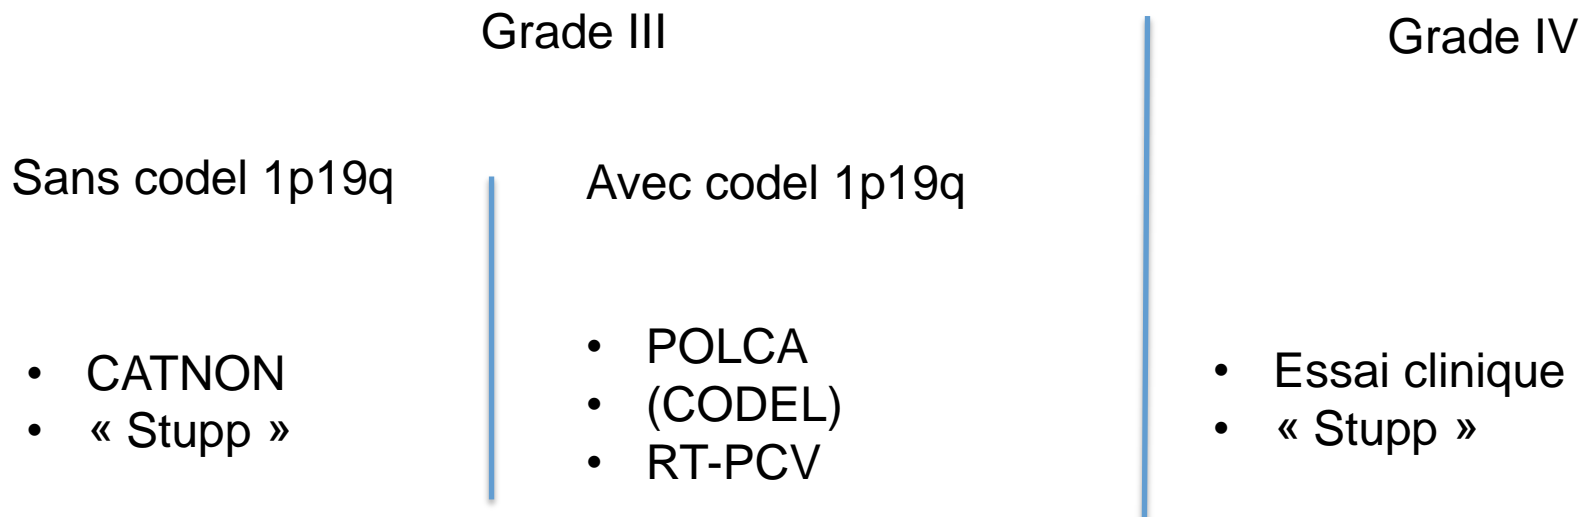 Grade III
Grade IV
Sans codel 1p19q
Avec codel 1p19q
• CATNON
• « Stupp »
• POLCA
• (CODEL)
• RT-PCV
• Essai clinique
• « Stupp »